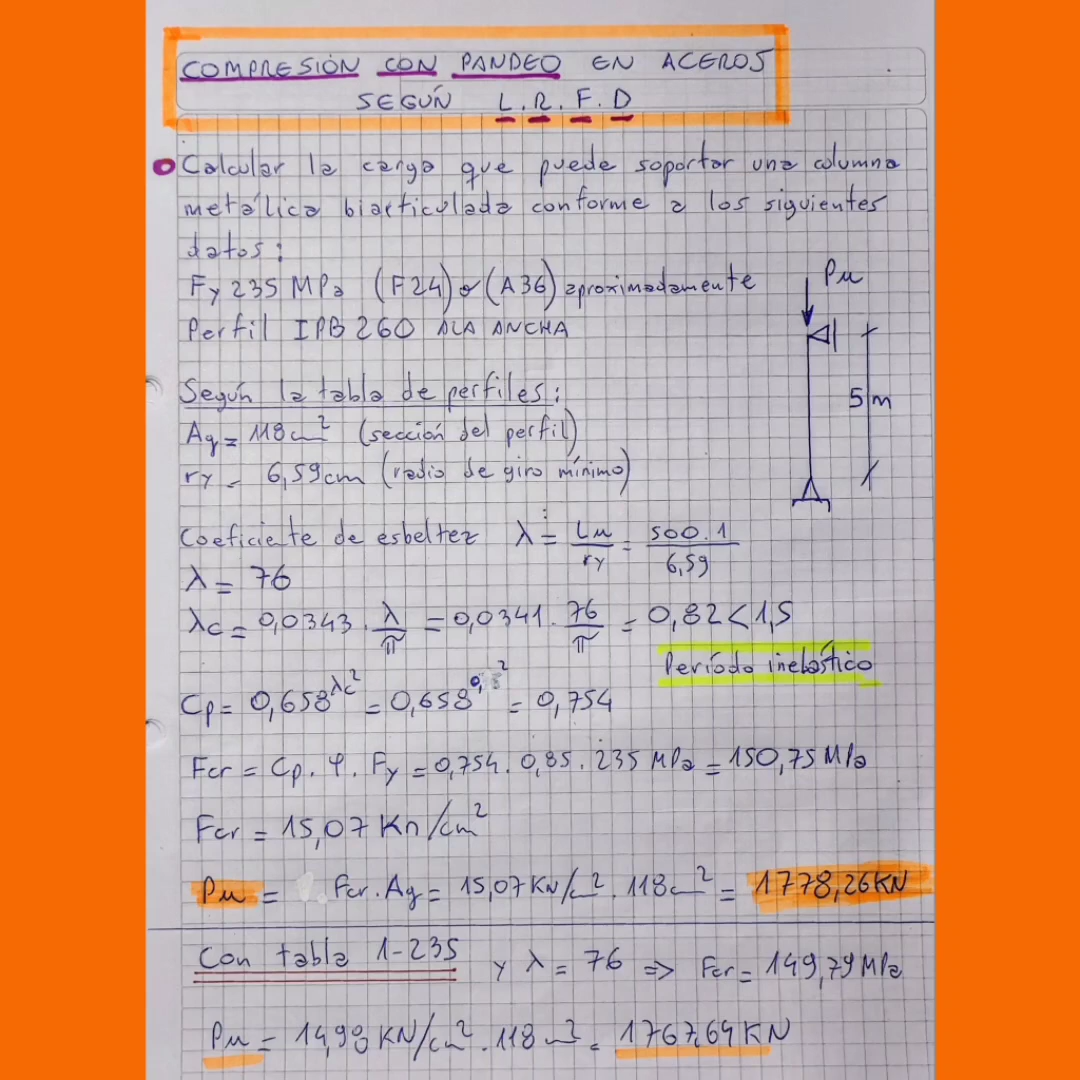 COMPRESIÓN CON PANDEO EN ACEROS
SEGÚN L.R.F.D
Calcular la carga que puede soportar una columna
metálica biarticulada conforme a los siguientes
datos:
Fy 235 MPa (F24) o (A36) aproximadamente
Perfil IPB 260 ALA ANCHA
Pu
5 m
Según la tabla de perfiles:
Ag = 118 cm² (sección del perfil)
ry = 6,59cm (radio de giro mínimo)
Coeficiente de esbeltez λ = Lu/ry = 500.1/6,59
λ = 76
λc = 0,0343 . λ/π = 0,0341 . 76/π = 0,82 < 1,5
Período inelástico
Cp = 0,658^λc² = 0,658 = 0,754
Fcr = Cp . φ . Fy = 0,754 . 0,85 . 235 MPa = 150,75 MPa
Fcr = 15,07 Kn/cm²
Pu = Fcr . Ag = 15,07 KN/cm² . 118 cm² = 1778,26 KN
Con tabla 1-235 y λ = 76 => Fcr = 149,79 MPa
Pu = 14,98 KN/cm² . 118 cm² = 1767,64 KN